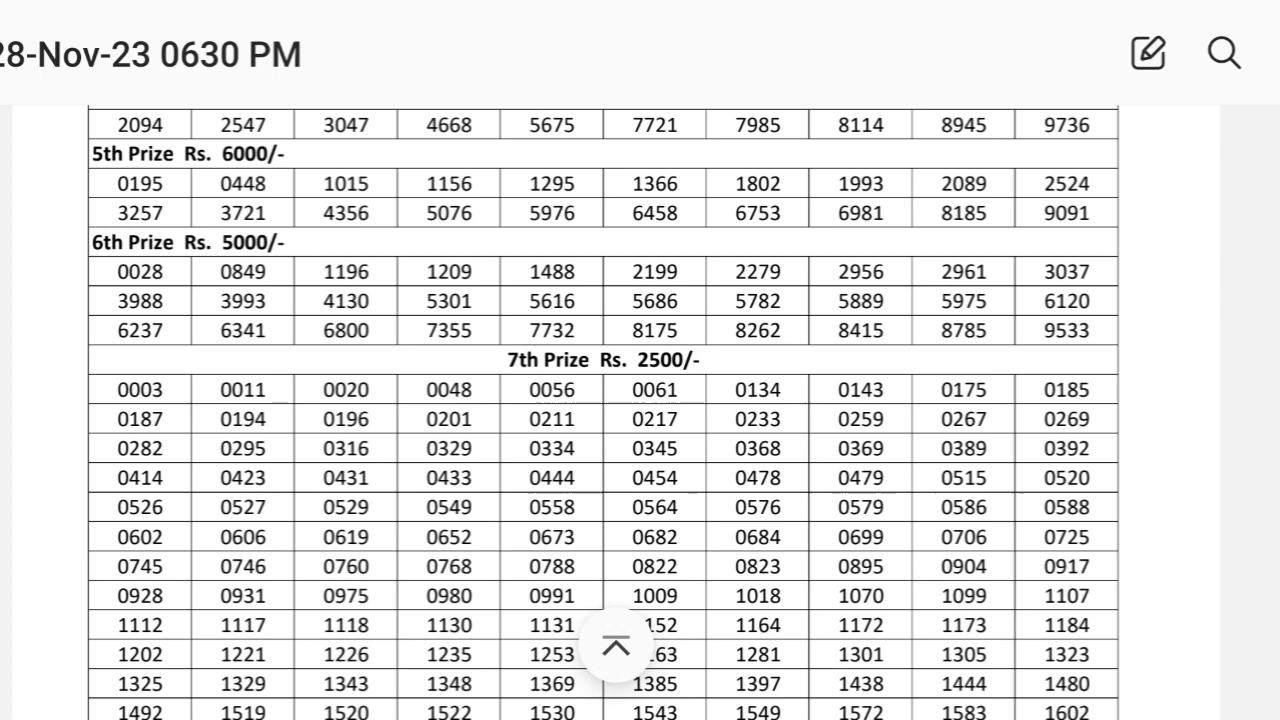 28-Nov-23 0630 PM
2094 2547 3047 4668 5675 7721 7985 8114 8945 9736
5th Prize Rs. 6000/-
0195 0448 1015 1156 1295 1366 1802 1993 2089 2524
3257 3721 4356 5076 5976 6458 6753 6981 8185 9091
6th Prize Rs. 5000/-
0028 0849 1196 1209 1488 2199 2279 2956 2961 3037
3988 3993 4130 5301 5616 5686 5782 5889 5975 6120
6237 6341 6800 7355 7732 8175 8262 8415 8785 9533
7th Prize Rs. 2500/-
0003 0011 0020 0048 0056 0061 0134 0143 0175 0185
0187 0194 0196 0201 0211 0217 0233 0259 0267 0269
0282 0295 0316 0329 0334 0345 0368 0369 0389 0392
0414 0423 0431 0433 0444 0454 0478 0479 0515 0520
0526 0527 0529 0549 0558 0564 0576 0579 0586 0588
0602 0606 0619 0652 0673 0682 0684 0699 0706 0725
0745 0746 0760 0768 0788 0822 0823 0895 0904 0917
0928 0931 0975 0980 0991 1009 1018 1070 1099 1107
1112 1117 1118 1130 1131 1164 1172 1173 1184
1202 1221 1226 1235 1253 1281 1301 1305 1323
1325 1329 1343 1348 1369 1385 1397 1438 1444 1480
1492 1519 1520 1522 1530 1543 1549 1572 1583 1602